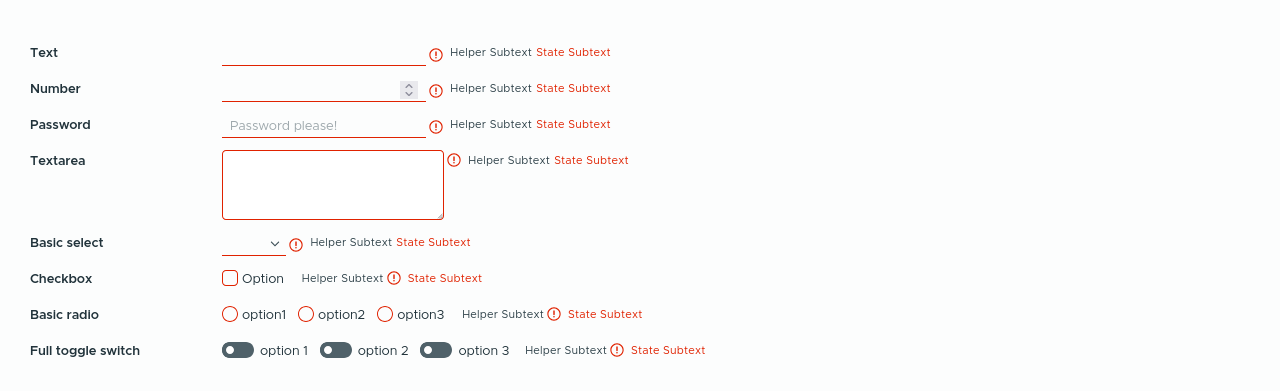 Text Helper Subtext State Subtext
Number Helper Subtext State Subtext
Password Password please! Helper Subtext State Subtext
Textarea Helper Subtext State Subtext
Basic select Helper Subtext State Subtext
Checkbox Option Helper Subtext State Subtext
Basic radio option1 option2 option3 Helper Subtext State Subtext
Full toggle switch option 1 option 2 option 3 Helper Subtext State Subtext